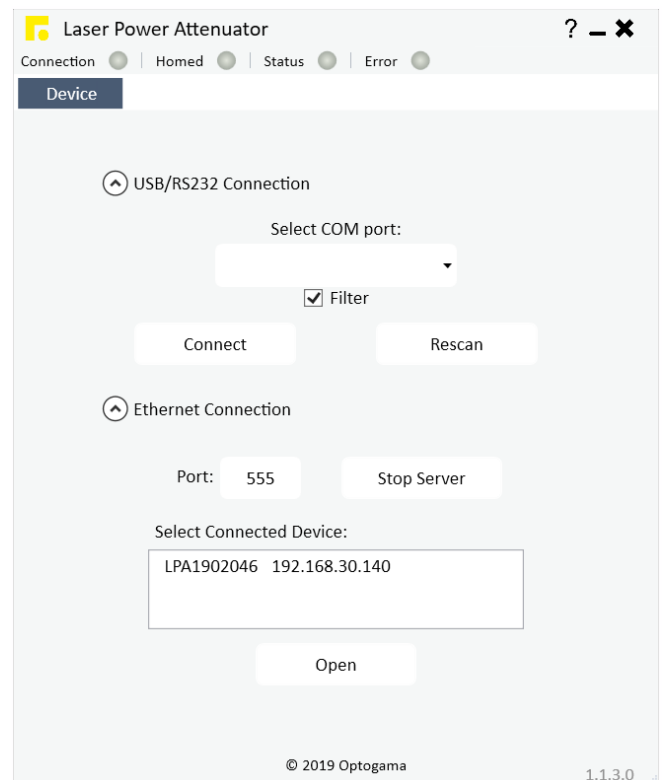 Laser Power Attenuator ?
Connection Homed Status Error
Device
USB/RS232 Connection
Select COM port:
Filter
Connect Rescan
Ethernet Connection
Port: 555 Stop Server
Select Connected Device:
LPA1902046 192.168.30.140
Open
© 2019 Optogama
1.1.3.0